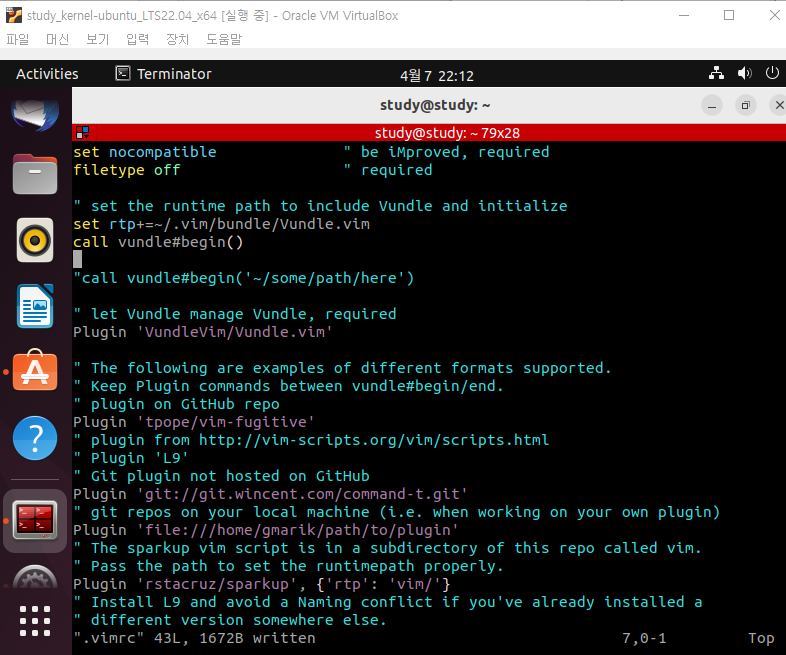 study_kernel-ubuntu_LTS22.04_x64 [실행 중] - Oracle VM VirtualBox
파일 머신 보기 입력 장치 도움말
Activities Terminator 4월 7 22:12
study@study: ~
study@study: ~ 79x28
set nocompatible " be iMproved, required
filetype off " required
" set the runtime path to include Vundle and initialize
set rtp+=~/.vim/bundle/Vundle.vim
call vundle#begin()
"call vundle#begin('~/some/path/here')
" let Vundle manage Vundle, required
Plugin 'VundleVim/Vundle.vim'
" The following are examples of different formats supported.
" Keep Plugin commands between vundle#begin/end.
" plugin on GitHub repo
Plugin 'tpope/vim-fugitive'
" plugin from http://vim-scripts.org/vim/scripts.html
" Plugin 'L9'
" Git plugin not hosted on GitHub
Plugin 'git://git.wincent.com/command-t.git'
" git repos on your local machine (i.e. when working on your own plugin)
Plugin 'file:///home/gmarik/path/to/plugin'
" The sparkup vim script is in a subdirectory of this repo called vim.
" Pass the path to set the runtimepath properly.
Plugin 'rstacruz/sparkup', {'rtp': 'vim/'}
" Install L9 and avoid a Naming conflict if you've already installed a
" different version somewhere else.
".vimrc" 43L, 1672B written 7,0-1 Top